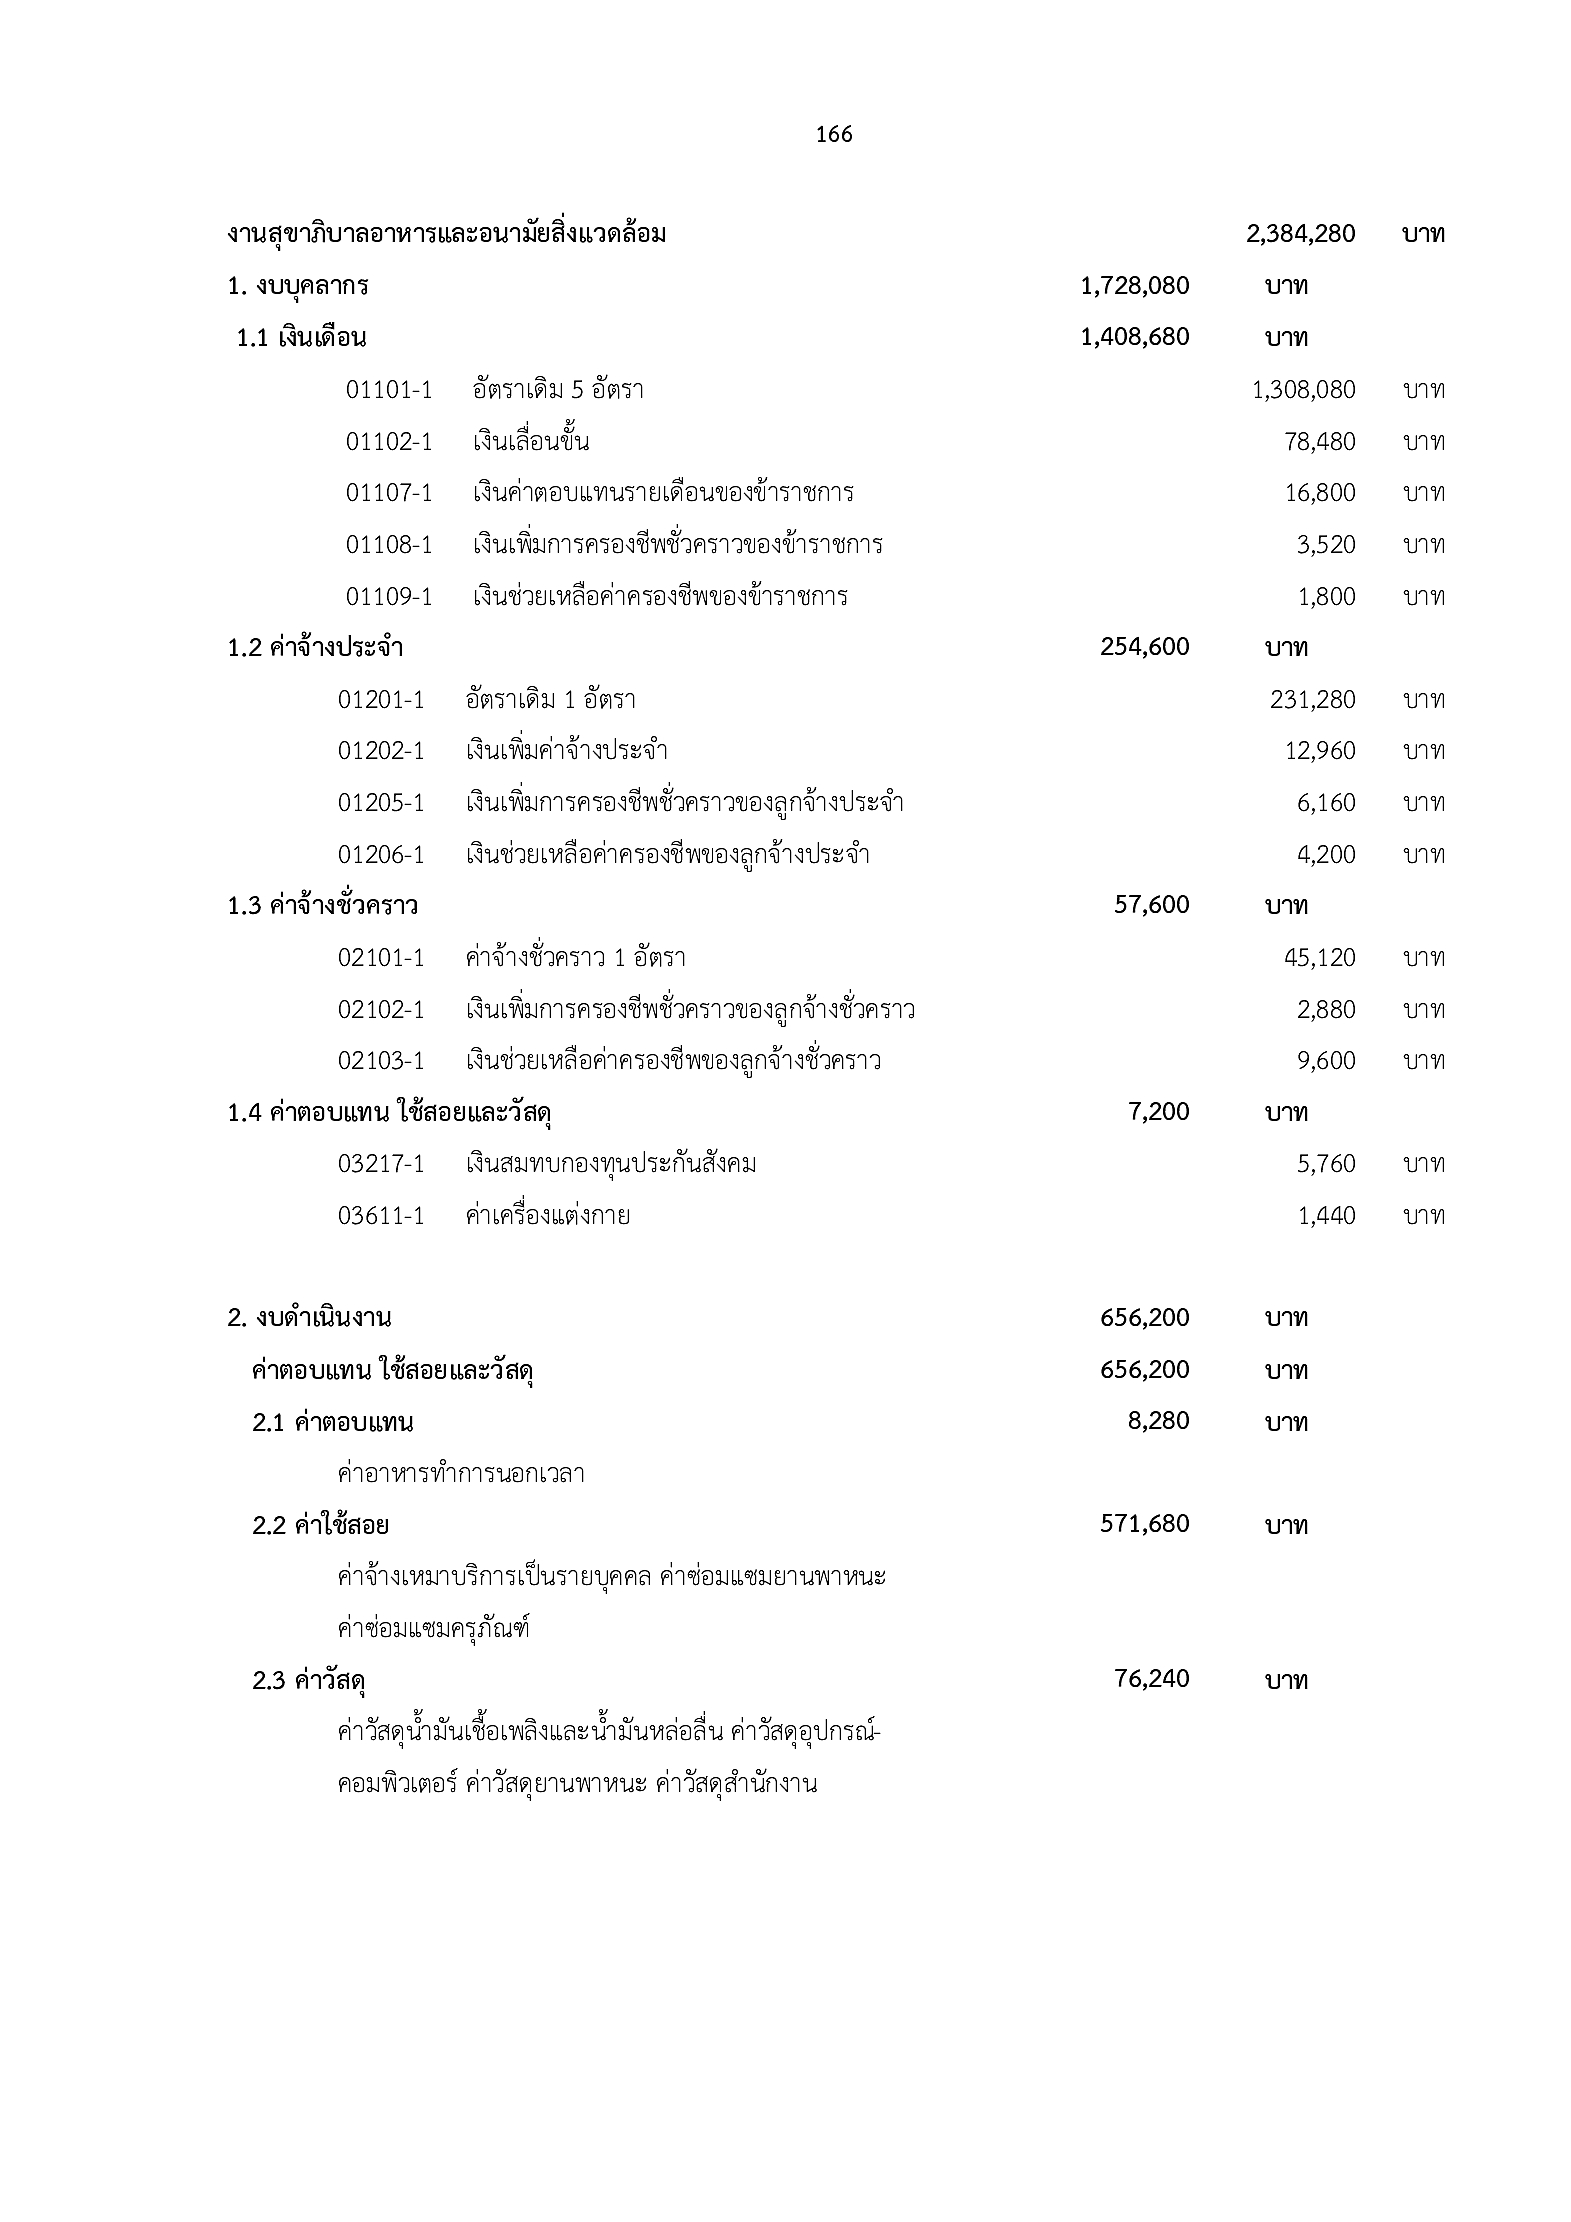 166
งานสุขาภิบาลอาหารและอนามัยสิ่งแวดล้อม 2,384,280 บาท
1. งบบุคลากร 1,728,080 บาท
1.1 เงินเดือน 1,408,680 บาท
01101-1 อัตราเดิม 5 อัตรา 1,308,080 บาท
01102-1 เงินเลื่อนขั้น 78,480 บาท
01107-1 เงินค่าตอบแทนรายเดือนของข้าราชการ 16,800 บาท
01108-1 เงินเพิ่มการครองชีพชั่วคราวของข้าราชการ 3,520 บาท
01109-1 เงินช่วยเหลือค่าครองชีพของข้าราชการ 1,800 บาท
1.2 ค่าจ้างประจำ 254,600 บาท
01201-1 อัตราเดิม 1 อัตรา 231,280 บาท
01202-1 เงินเพิ่มค่าจ้างประจำ 12,960 บาท
01205-1 เงินเพิ่มการครองชีพชั่วคราวของลูกจ้างประจำ 6,160 บาท
01206-1 เงินช่วยเหลือค่าครองชีพของลูกจ้างประจำ 4,200 บาท
1.3 ค่าจ้างชั่วคราว 57,600 บาท
02101-1 ค่าจ้างชั่วคราว 1 อัตรา 45,120 บาท
02102-1 เงินเพิ่มการครองชีพชั่วคราวของลูกจ้างชั่วคราว 2,880 บาท
02103-1 เงินช่วยเหลือค่าครองชีพของลูกจ้างชั่วคราว 9,600 บาท
1.4 ค่าตอบแทน ใช้สอยและวัสดุ 7,200 บาท
03217-1 เงินสมทบกองทุนประกันสังคม 5,760 บาท
03611-1 ค่าเครื่องแต่งกาย 1,440 บาท
2. งบดำเนินงาน 656,200 บาท
ค่าตอบแทน ใช้สอยและวัสดุ 656,200 บาท
2.1 ค่าตอบแทน 8,280 บาท
ค่าอาหารทำการนอกเวลา
2.2 ค่าใช้สอย 571,680 บาท
ค่าจ้างเหมาบริการเป็นรายบุคคล ค่าซ่อมแซมยานพาหนะ
ค่าซ่อมแซมครุภัณฑ์
2.3 ค่าวัสดุ 76,240 บาท
ค่าวัสดุน้ำมันเชื้อเพลิงและน้ำมันหล่อลื่น ค่าวัสดุอุปกรณ์-
คอมพิวเตอร์ ค่าวัสดุยานพาหนะ ค่าวัสดุสำนักงาน